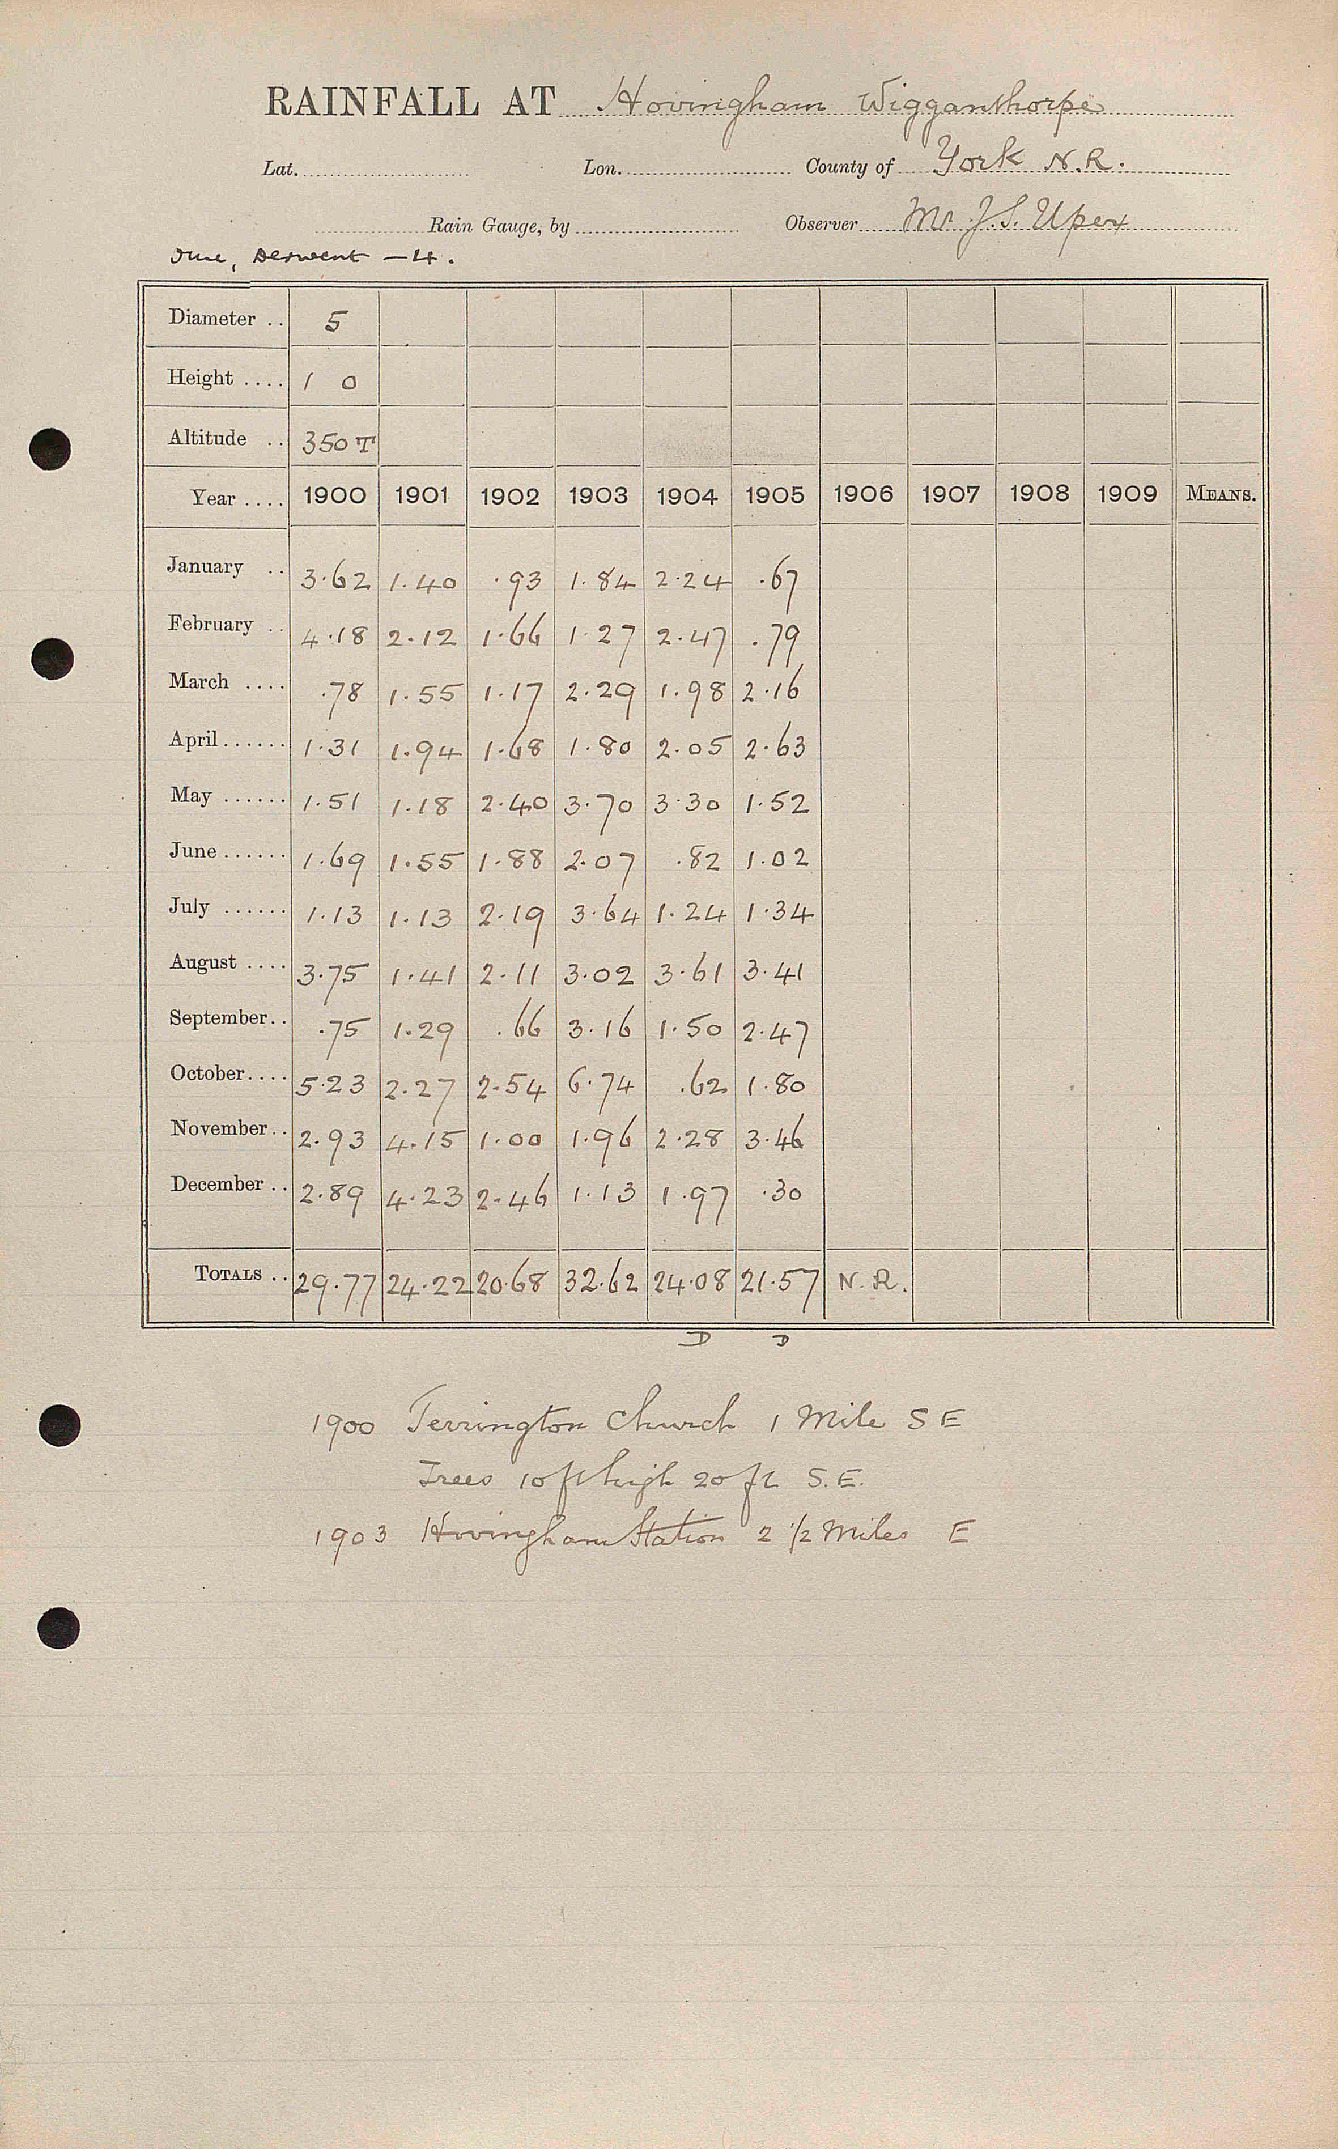 RAINFALL AT Hovingham Wigganthorpe
Lat. Lon. County of York N.R.
Rain Gauge, by Observer Mr J.S. Upex
Derwent – 4.
Diameter .. 5
Height .... 1 0
Altitude .. 350 T
Year .... 1900 1901 1902 1903 1904 1905 1906 1907 1908 1909 MEANS.
January .. 3.62 1.40 .93 1.84 2.24 .67
February .. 4.18 2.12 1.66 1.27 2.47 .79
March .... .78 1.55 1.17 2.29 1.98 2.16
April ...... 1.31 1.94 1.68 1.80 2.05 2.63
May ...... 1.51 1.18 2.40 3.70 3.30 1.52
June ...... 1.69 1.55 1.88 2.07 .82 1.02
July ...... 1.13 1.13 2.19 3.64 1.24 1.34
August .... 3.75 1.41 2.11 3.02 3.61 3.41
September.. .75 1.29 .66 3.16 1.50 2.47
October.... 5.23 2.27 2.54 6.74 .62 1.80
November.. 2.93 4.15 1.00 1.96 2.28 3.46
December .. 2.89 4.23 2.46 1.13 1.97 .30
TOTALS .. 29.77 24.22 20.68 32.62 24.08 21.57 N.R.
D D
1900 Terrington Church 1 Mile S E
Trees 10 ft high 20 ft S.E.
1903 Hovingham Station 2 1/2 Miles E